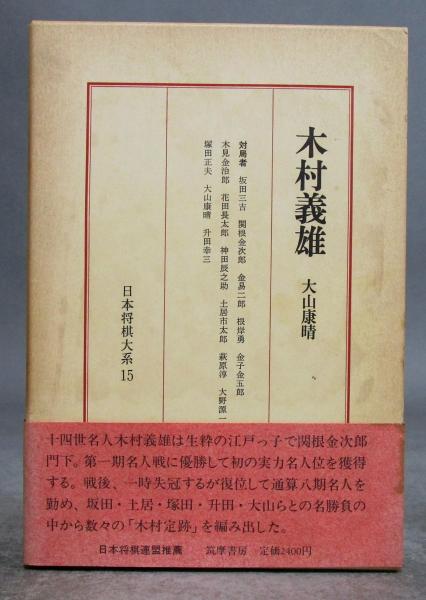 木村義雄
大山康晴
対局者 坂田三吉 関根金次郎 金易二郎 根岸勇 金子金五郎
木見金治郎 花田長太郎 神田辰之助 土居市太郎 萩原淳 大野源一
塚田正夫 大山康晴 升田幸三
日本将棋大系15
十四世名人木村義雄は生粋の江戸っ子で関根金次郎
門下。第一期名人戦に優勝して初の実力名人位を獲得
する。戦後、一時失冠するが復位して通算八期名人を
勤め、坂田・土居・塚田・升田・大山らとの名勝負の
中から数々の「木村定跡」を編み出した。
日本将棋連盟推薦 筑摩書房 定価2400円